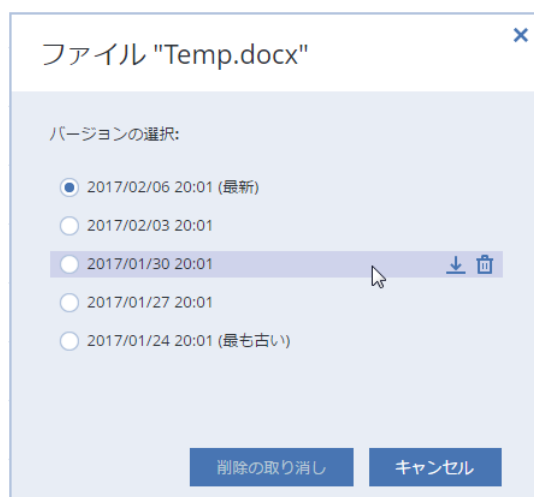 ファイル "Temp.docx"
バージョンの選択:
2017/02/06 20:01 (最新)
2017/02/03 20:01
2017/01/30 20:01
2017/01/27 20:01
2017/01/24 20:01 (最も古い)
削除の取り消し キャンセル